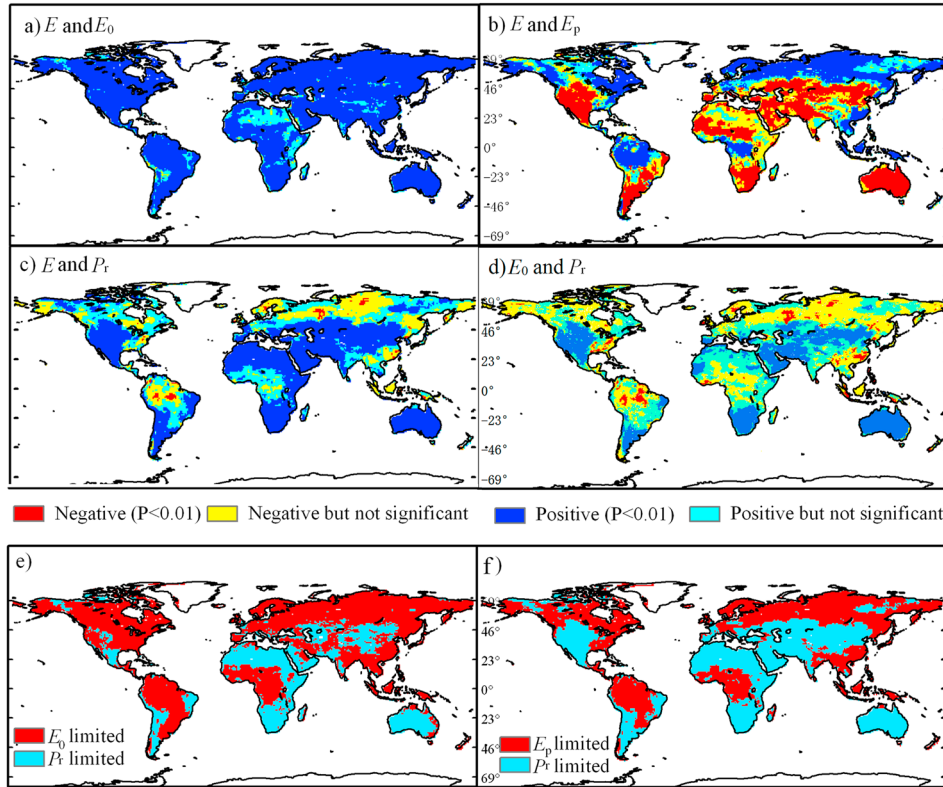 a) E and E₀
b) E and Eₚ
46°
23°
0°
−23°
−46°
−69°
c) E and Pᵣ
d) E₀ and Pᵣ
46°
23°
0°
−23°
−46°
−69°
Negative (P<0.01) Negative but not significant Positive (P<0.01) Positive but not significant
e)
f)
46°
23°
0°
23°
46°
69°
E₀ limited
Pr limited
Eₚ limited
Pr limited